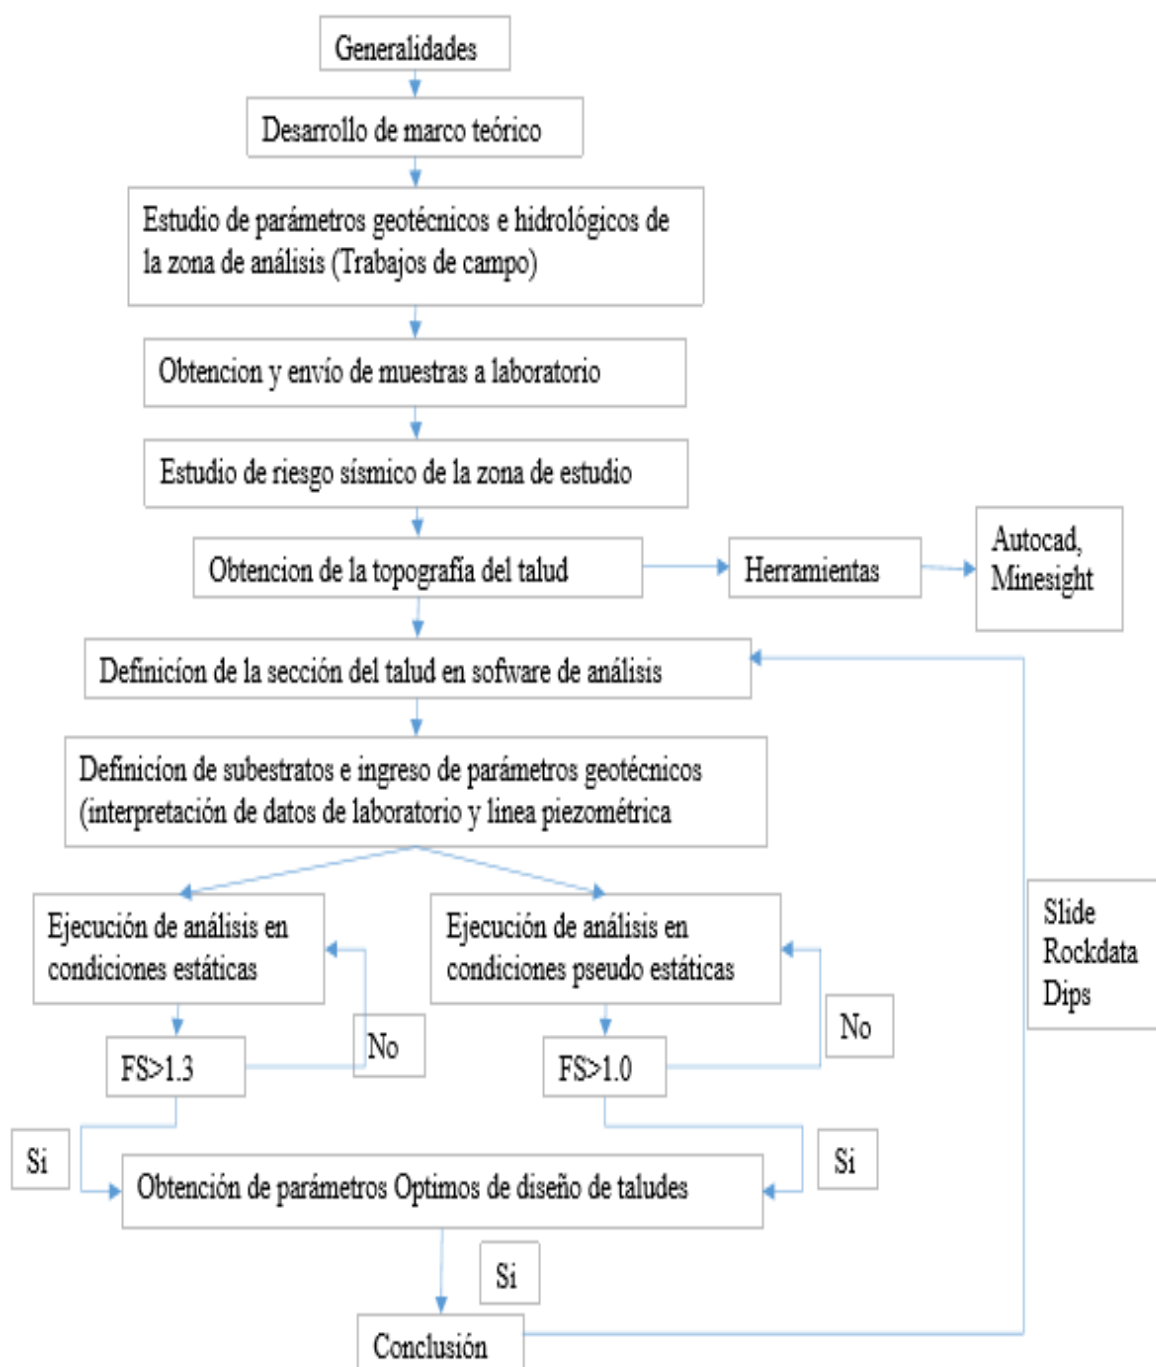 Generalidades
Desarrollo de marco teórico
Estudio de parámetros geotécnicos e hidrológicos de
la zona de análisis (Trabajos de campo)
Obtencion y envío de muestras a laboratorio
Estudio de riesgo sísmico de la zona de estudio
Obtencion de la topografía del talud
Herramientas
Autocad,
Minesight
Definicíon de la sección del talud en sofware de análisis
Definicíon de subestratos e ingreso de parámetros geotécnicos
(interpretación de datos de laboratorio y linea piezométrica
Ejecución de análisis en
condiciones estáticas
Ejecución de análisis en
condiciones pseudo estáticas
Slide
Rockdata
Dips
No
No
FS>1.3
FS>1.0
Si
Si
Obtención de parámetros Optimos de diseño de taludes
Si
Conclusión